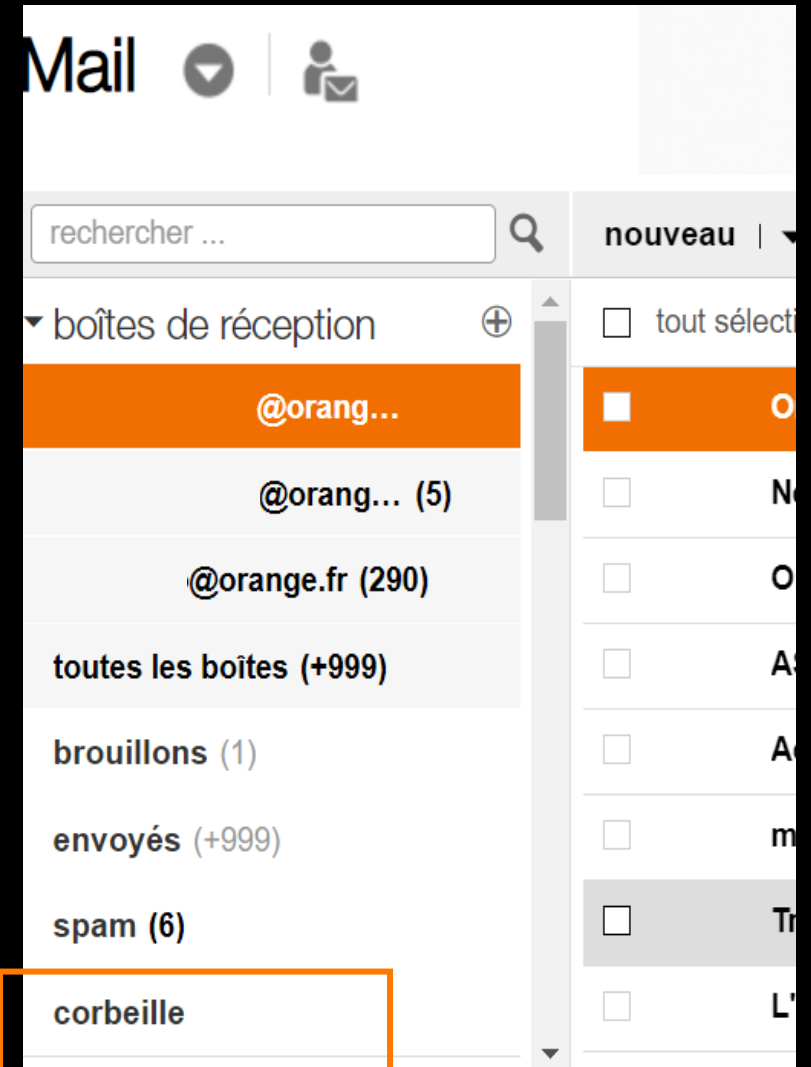 Mail
rechercher ...
nouveau |
boîtes de réception
tout sélecti
@orang...
@orang... (5)
@orange.fr (290)
toutes les boîtes (+999)
brouillons (1)
envoyés (+999)
spam (6)
corbeille